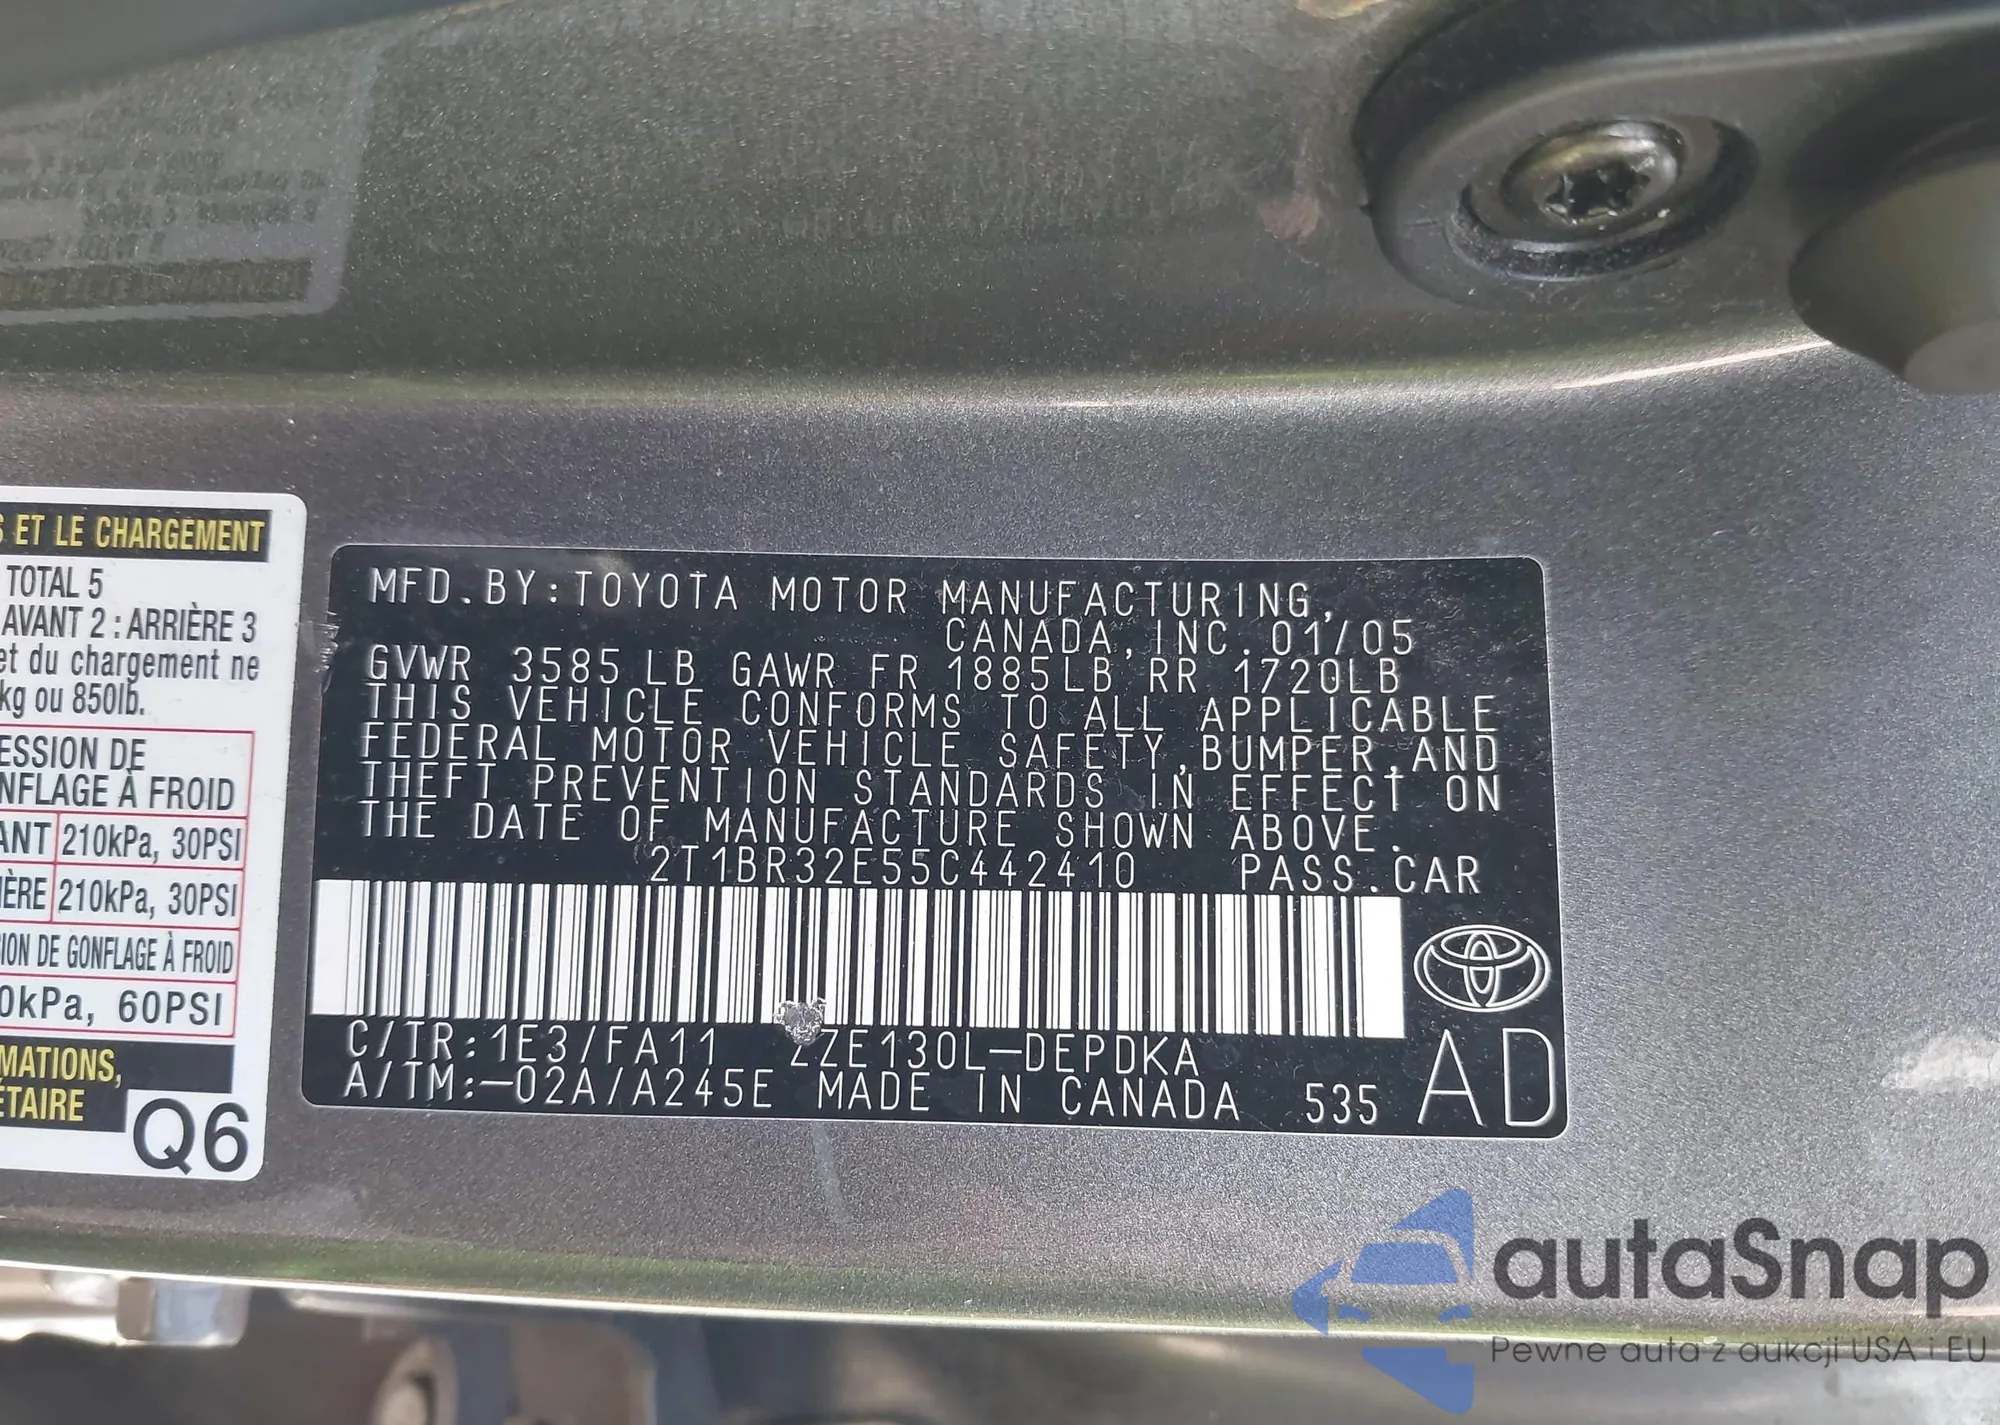 S ET LE CHARGEMENT
TOTAL 5
AVANT 2 : ARRIÈRE 3
et du chargement ne
kg ou 850lb.
ESSION DE
NFLAGE À FROID
ANT 210kPa, 30PSI
IÈRE 210kPa, 30PSI
ION DE GONFLAGE À FROID
0kPa, 60PSI
MATIONS,
ÉTAIRE
Q6
MFD.BY:TOYOTA MOTOR MANUFACTURING,
CANADA,INC.01/05
GVWR 3585LB GAWR FR 1885LB RR 1720LB
THIS VEHICLE CONFORMS TO ALL APPLICABLE
FEDERAL MOTOR VEHICLE SAFETY,BUMPER,AND
THEFT PREVENTION STANDARDS IN EFFECT ON
THE DATE OF MANUFACTURE SHOWN ABOVE.
2T1BR32E55C442410 PASS.CAR
C/TR:1E3/FA11 ZZE130L-DEPDKA
A/TM:-02A/A245E MADE IN CANADA 535
AD
autaSnap
Pewne auta z aukcji USA i EU